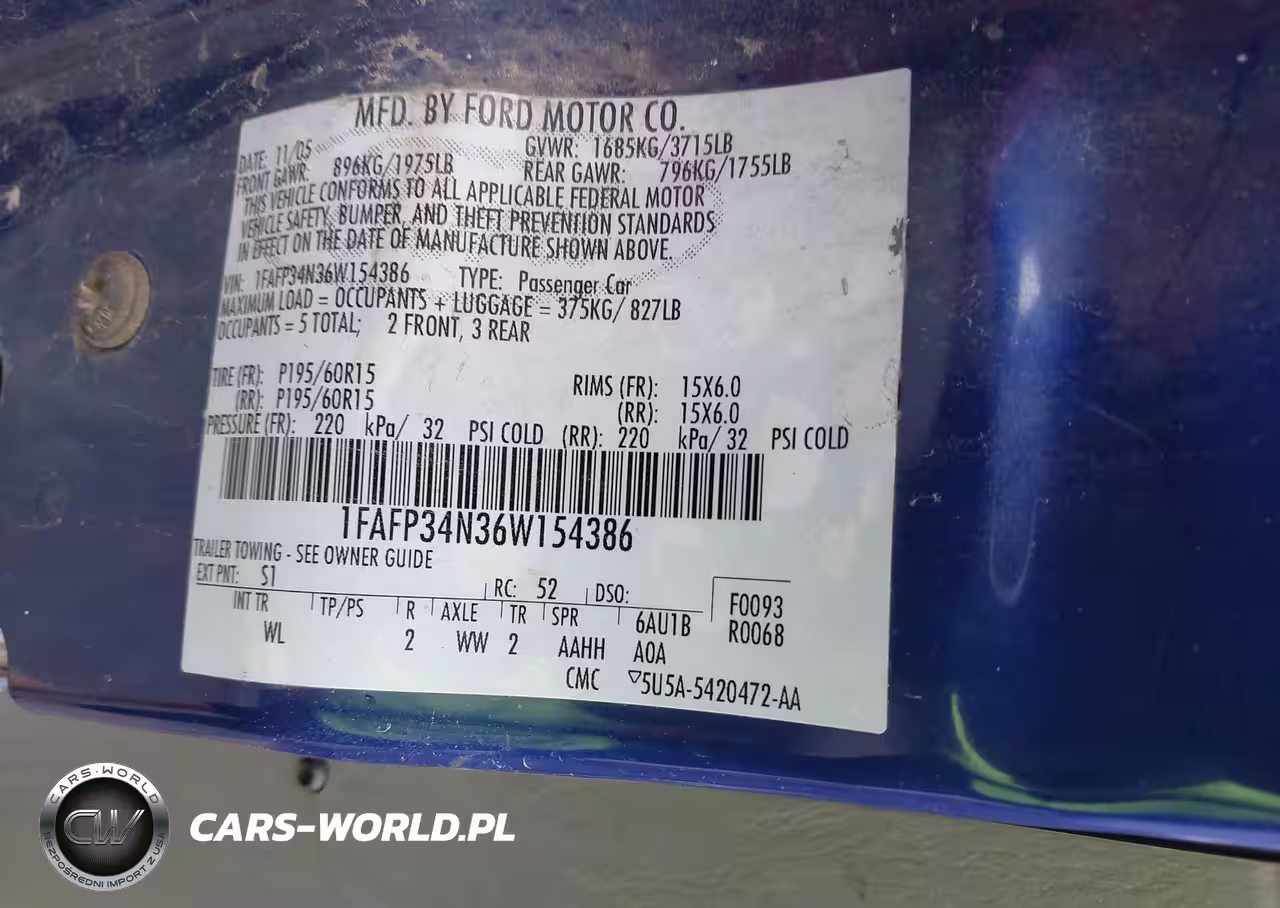 MFD. BY FORD MOTOR CO.
DATE: 11/05 GVWR: 1685KG/3715LB
FRONT GAWR: 896KG/1975LB REAR GAWR: 796KG/1755LB
THIS VEHICLE CONFORMS TO ALL APPLICABLE FEDERAL MOTOR
VEHICLE SAFETY, BUMPER, AND THEFT PREVENTION STANDARDS
IN EFFECT ON THE DATE OF MANUFACTURE SHOWN ABOVE.
VIN: 1FAFP34N36W154386 TYPE: Passenger Car
MAXIMUM LOAD = OCCUPANTS + LUGGAGE = 375KG/ 827LB
OCCUPANTS = 5 TOTAL; 2 FRONT, 3 REAR
TIRE (FR): P195/60R15 RIMS (FR): 15X6.0
(RR): P195/60R15 (RR): 15X6.0
PRESSURE (FR): 220 kPa/ 32 PSI COLD (RR): 220 kPa/ 32 PSI COLD
1FAFP34N36W154386
TRAILER TOWING - SEE OWNER GUIDE
EXT PNT: S1 RC: 52 DSO: F0093
INT TR TP/PS R AXLE TR SPR 6AU1B R0068
WL 2 WW 2 AAHH A0A
CMC ▽5U5A-5420472-AA
CARS-WORLD
CW
BEZPOŚREDNI IMPORT Z USA
CARS-WORLD.PL